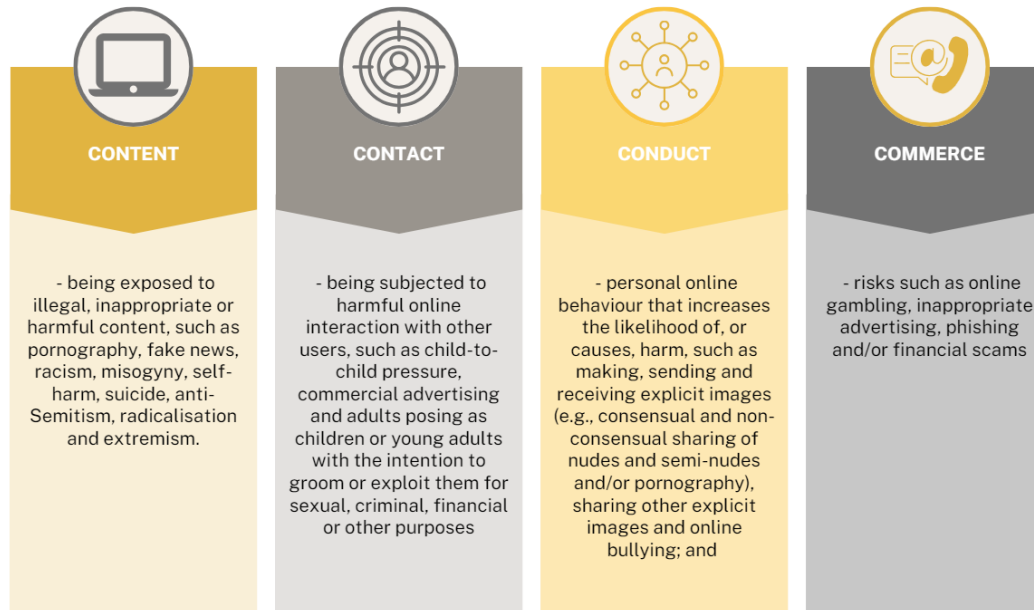 CONTENT
- being exposed to
illegal, inappropriate or
harmful content, such as
pornography, fake news,
racism, misogyny, self-
harm, suicide, anti-
Semitism, radicalisation
and extremism.
CONTACT
- being subjected to
harmful online
interaction with other
users, such as child-to-
child pressure,
commercial advertising
and adults posing as
children or young adults
with the intention to
groom or exploit them for
sexual, criminal, financial
or other purposes
CONDUCT
- personal online
behaviour that increases
the likelihood of, or
causes, harm, such as
making, sending and
receiving explicit images
(e.g., consensual and non-
consensual sharing of
nudes and semi-nudes
and/or pornography),
sharing other explicit
images and online
bullying; and
COMMERCE
- risks such as online
gambling, inappropriate
advertising, phishing
and/or financial scams